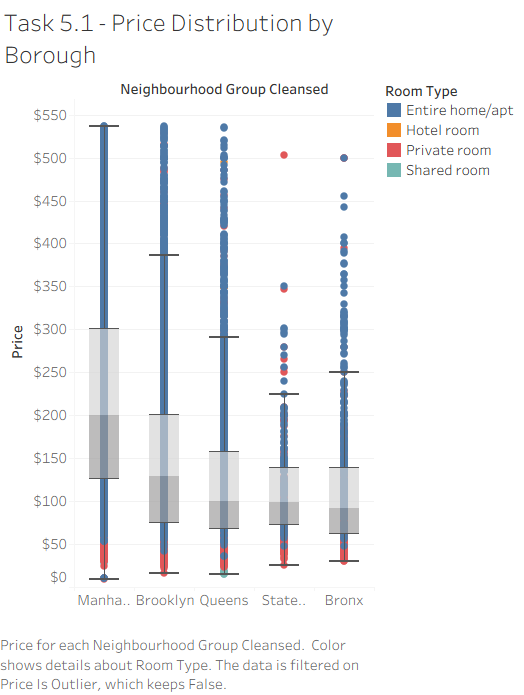 Task 5.1 - Price Distribution by
Borough
Neighbourhood Group Cleansed
Room Type
Entire home/apt
Hotel room
Private room
Shared room
$550
$500
$450
$400
$350
$300
$250
$200
$150
$100
$50
$0
Price
Manha.. Brooklyn Queens State.. Bronx
Price for each Neighbourhood Group Cleansed. Color
shows details about Room Type. The data is filtered on
Price Is Outlier, which keeps False.